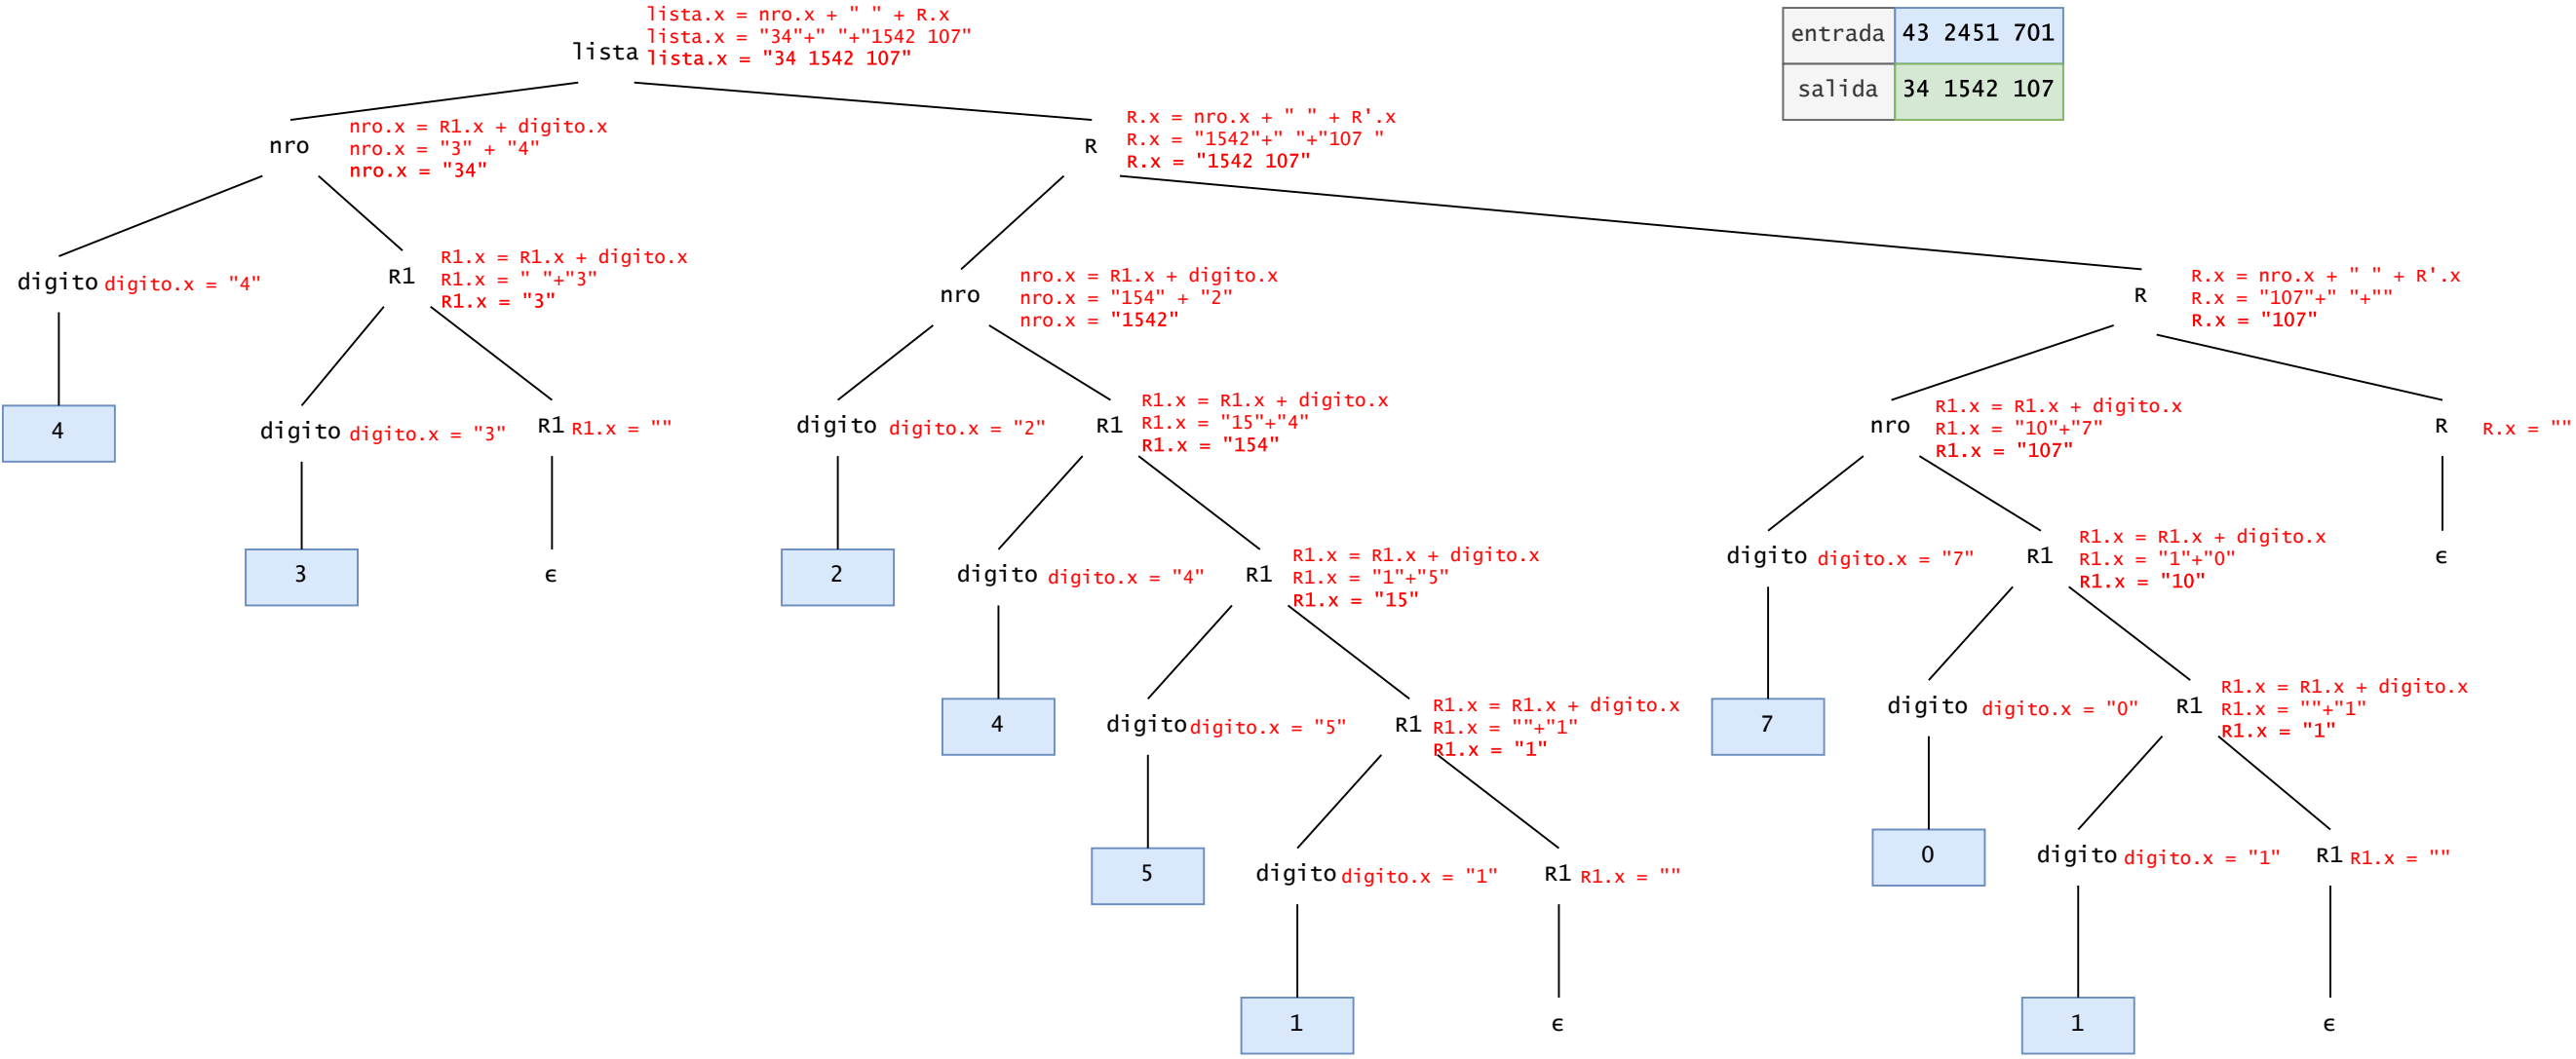 lista.x = nro.x + " " + R.x
lista.x = "34"+" "+"1542 107"
lista.x = "34 1542 107"
lista
entrada 43 2451 701
salida 34 1542 107
nro.x = R1.x + digito.x
nro.x = "3" + "4"
nro.x = "34"
nro
R.x = nro.x + " " + R'.x
R.x = "1542"+" "+"107 "
R.x = "1542 107"
R
digito digito.x = "4"
R1.x = R1.x + digito.x
R1.x = " "+"3"
R1.x = "3"
R1
nro.x = R1.x + digito.x
nro.x = "154" + "2"
nro.x = "1542"
nro
R.x = nro.x + " " + R'.x
R.x = "107"+" "+""
R.x = "107"
R
4
digito digito.x = "3"
R1 R1.x = ""
digito digito.x = "2"
R1.x = R1.x + digito.x
R1.x = "15"+"4"
R1.x = "154"
R1
R1.x = R1.x + digito.x
R1.x = "10"+"7"
R1.x = "107"
nro
R R.x = ""
3
ϵ
2
digito digito.x = "4"
R1.x = R1.x + digito.x
R1.x = "1"+"5"
R1.x = "15"
R1
digito digito.x = "7"
R1.x = R1.x + digito.x
R1.x = "1"+"0"
R1.x = "10"
R1
ϵ
4
digito digito.x = "5"
R1.x = R1.x + digito.x
R1.x = ""+"1"
R1.x = "1"
R1
7
digito digito.x = "0"
R1.x = R1.x + digito.x
R1.x = ""+"1"
R1.x = "1"
R1
5
digito digito.x = "1"
R1 R1.x = ""
0
digito digito.x = "1"
R1 R1.x = ""
1
ϵ
1
ϵ